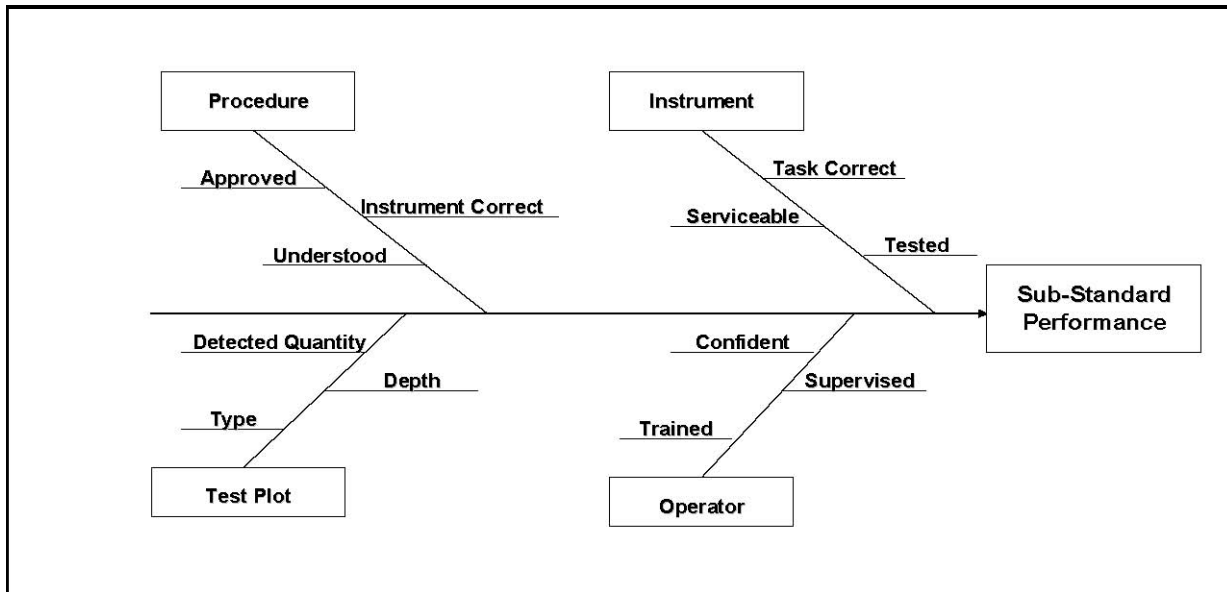 Procedure
Instrument
Approved
Task Correct
Instrument Correct
Serviceable
Understood
Tested
Sub-Standard
Performance
Detected Quantity
Confident
Depth
Supervised
Type
Trained
Test Plot
Operator